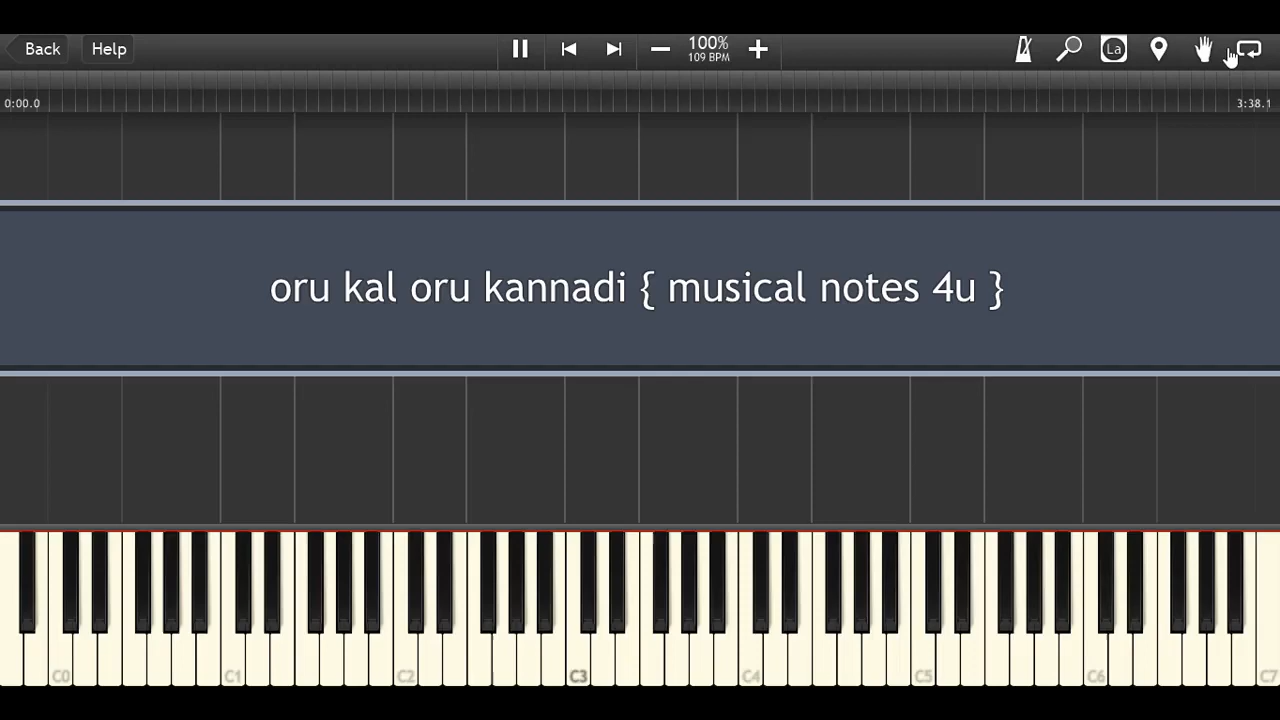 Back Help 100% La
109 BPM
0:00.0 3:38.1
oru kal oru kannadi { musical notes 4u }
C0 C1 C2 C3 C4 C5 C6 C7